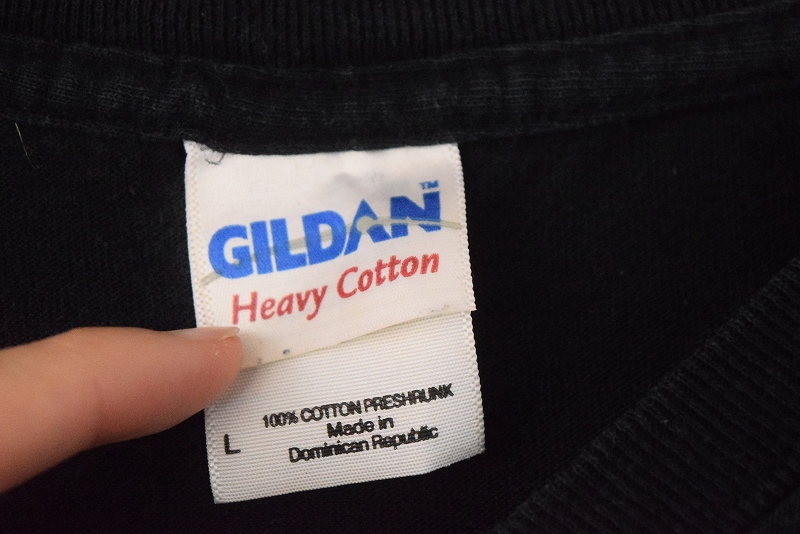 GILDAN™
Heavy Cotton
100% COTTON PRESHRUNK
L
Made in
Dominican Republic